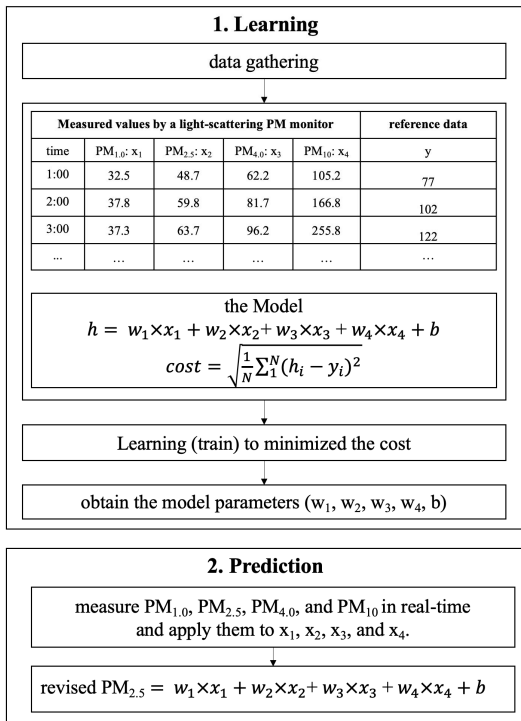 1. Learning
data gathering
Measured values by a light-scattering PM monitor reference data
time PM₁.₀: x₁ PM₂.₅: x₂ PM₄.₀: x₃ PM₁₀: x₄ y
1:00 32.5 48.7 62.2 105.2 77
2:00 37.8 59.8 81.7 166.8 102
3:00 37.3 63.7 96.2 255.8 122
... … … … … …
the Model
h = w₁×x₁ + w₂×x₂+ w₃×x₃ + w₄×x₄ + b
cost = √(1/N ∑₁ᴺ(hᵢ − yᵢ)²)
Learning (train) to minimized the cost
obtain the model parameters (w₁, w₂, w₃, w₄, b)
2. Prediction
measure PM₁.₀, PM₂.₅, PM₄.₀, and PM₁₀ in real-time
and apply them to x₁, x₂, x₃, and x₄.
revised PM₂.₅ = w₁×x₁ + w₂×x₂+ w₃×x₃ + w₄×x₄ + b